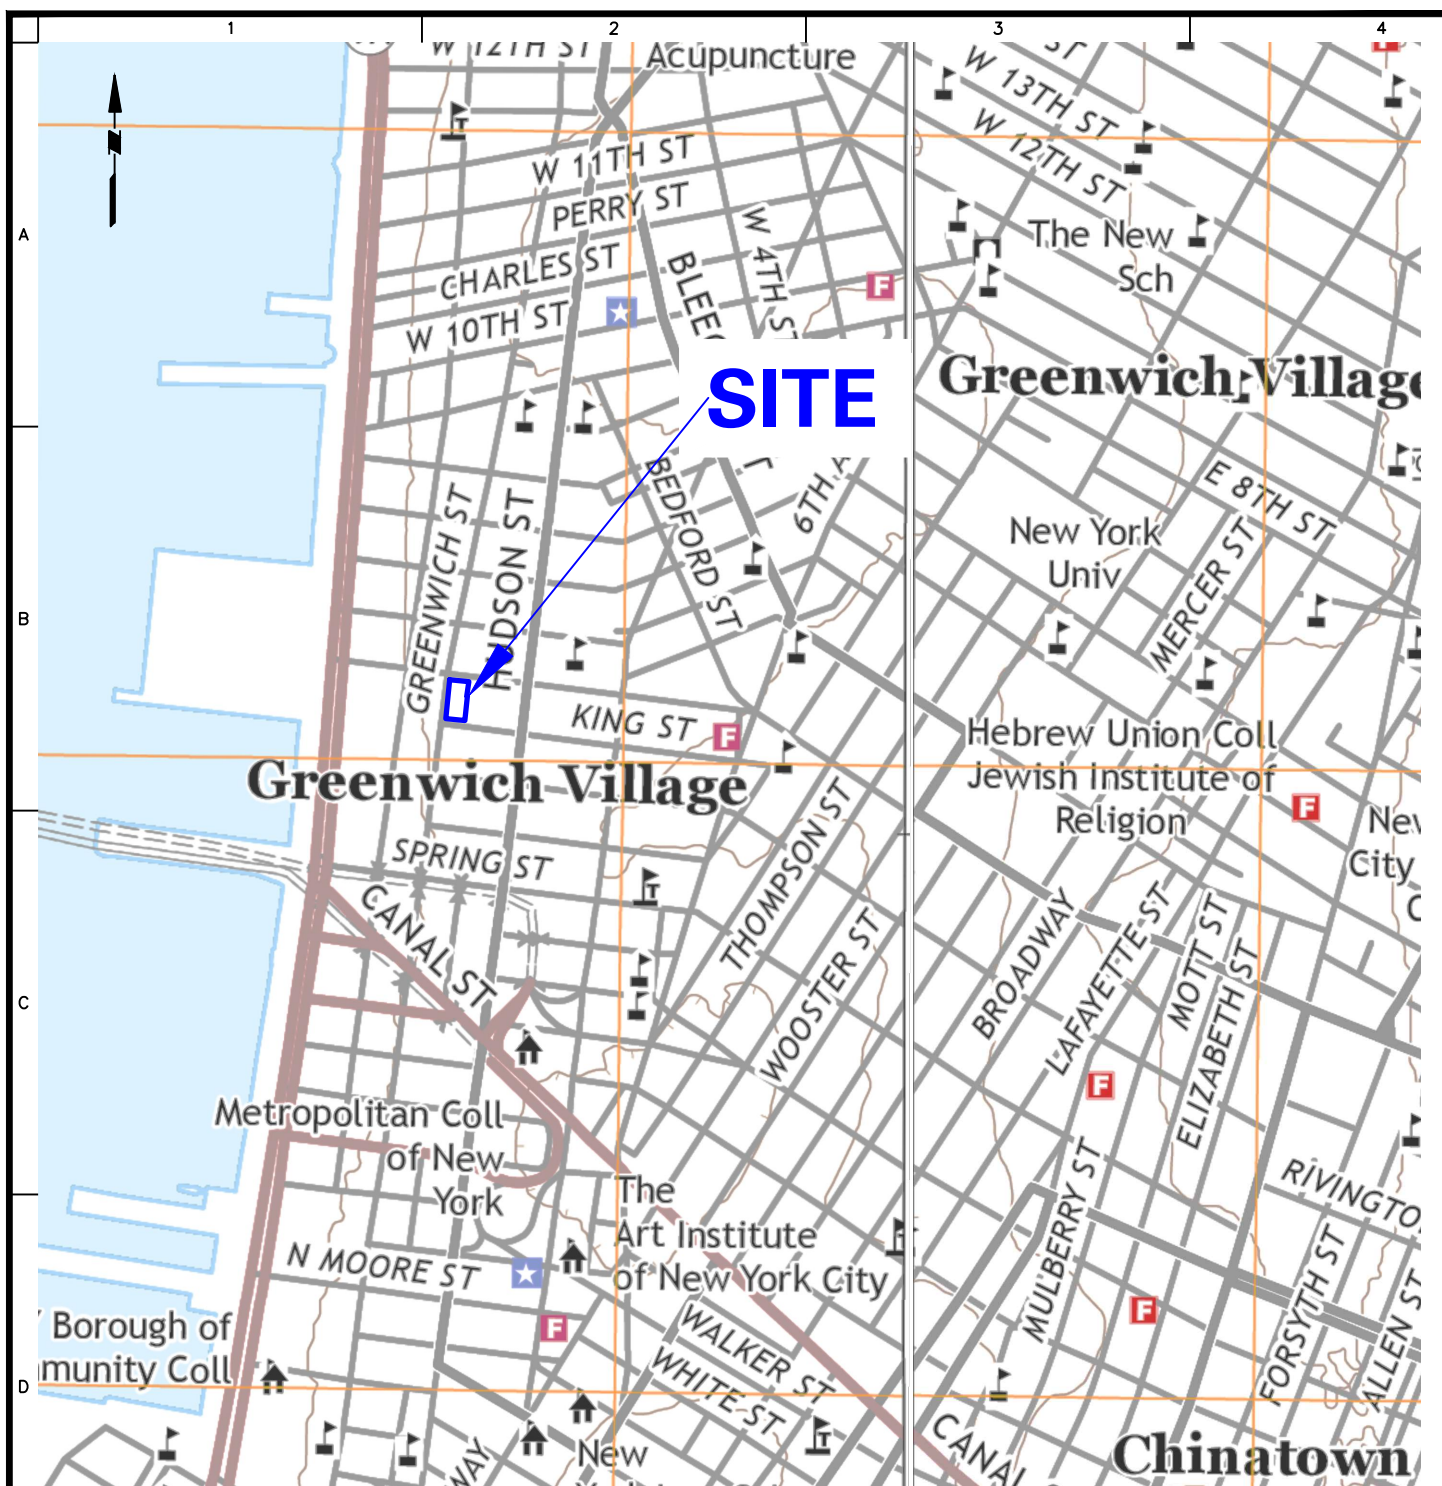 1
2
3
4
W 12TH ST
Acupuncture
ST
W 13TH ST
W 12TH ST
W 11TH ST
PERRY ST
A
CHARLES ST
W 4TH ST
The New
Sch
W 10TH ST
F
SITE
Greenwich Village
E 8TH ST
GREENWICH ST
HUDSON ST
BEDFORD ST
6TH A
New York
Univ
MERCER ST
B
KING ST
F
Hebrew Union Coll
Jewish Institute of
Religion
F
Greenwich Village
New
City
SPRING ST
THOMPSON ST
T
CANAL ST
WOOSTER ST
BROADWAY
LAFAYETTE ST
MOTT ST
ELIZABETH ST
C
F
Metropolitan Coll
of New
York
The
Art Institute
of New York City
MULBERRY ST
RIVINGTO
N MOORE ST
F
F
FORSYTH ST
ALLEN ST
Borough of
munity Coll
WALKER ST
WHITE ST
D
T
New
WAY
CANAL
Chinatown